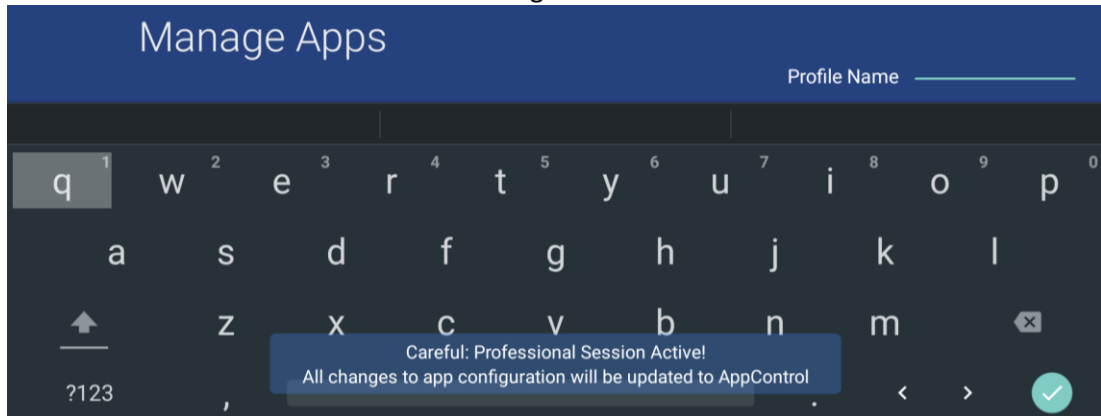 Manage Apps
Profile Name
q 1 w 2 e 3 r 4 t 5 y 6 u 7 i 8 o 9 p 0
a s d f g h j k l
z x c v b n m
Careful: Professional Session Active!
All changes to app configuration will be updated to AppControl
?123 , . < >